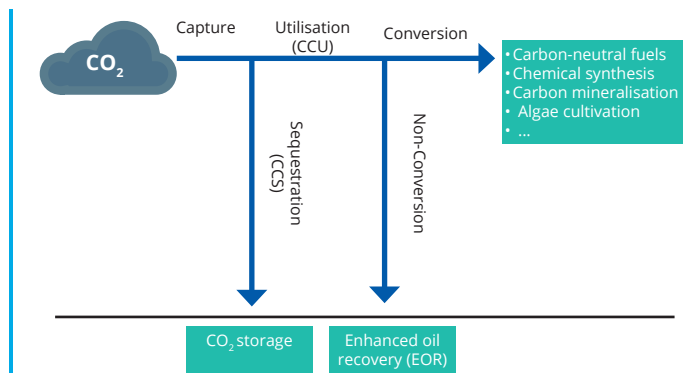 Capture
Utilisation
(CCU)
Conversion
CO₂
• Carbon-neutral fuels
• Chemical synthesis
• Carbon mineralisation
• Algae cultivation
• ...
Sequestration
(CCS)
Non-Conversion
CO₂ storage
Enhanced oil
recovery (EOR)